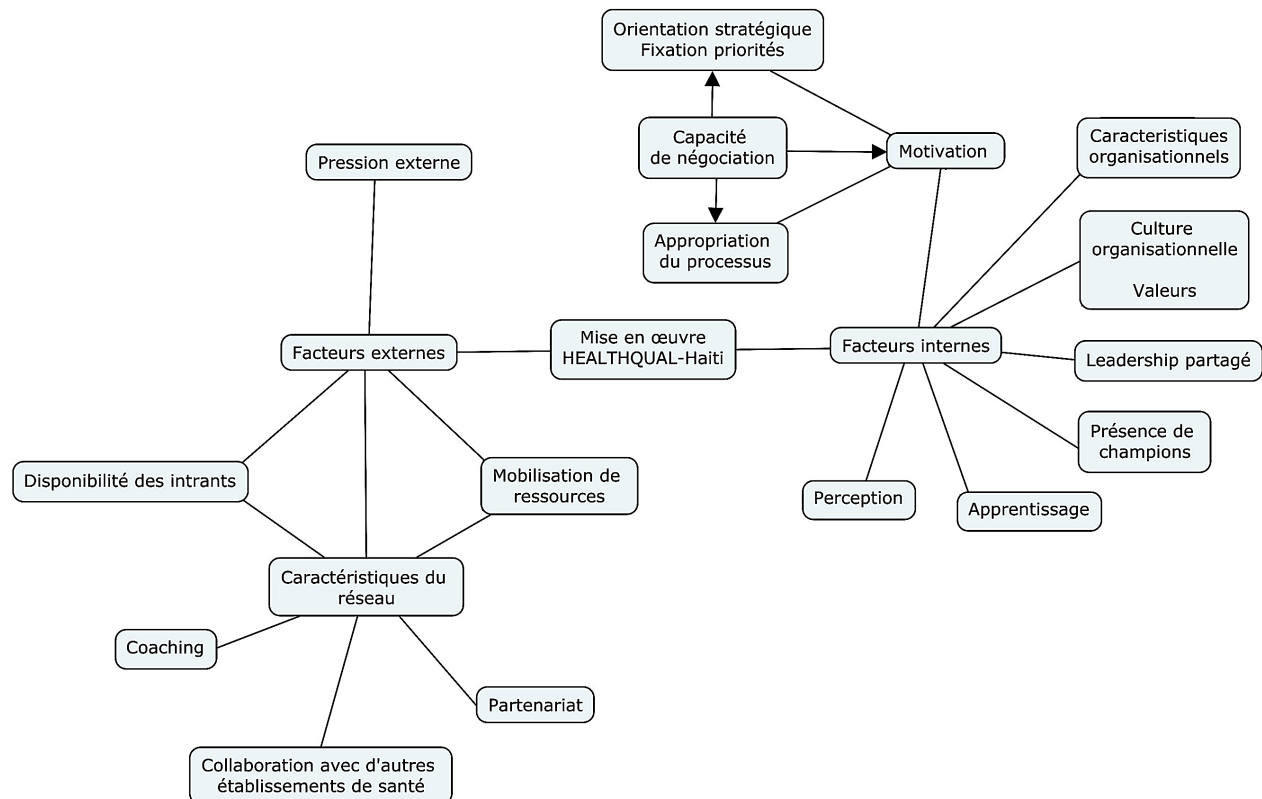 Orientation stratégique
Fixation priorités
Capacité
de négociation
Motivation
Caracteristiques
organisationnels
Pression externe
Culture
organisationnelle
Valeurs
Appropriation
du processus
Mise en œuvre
HEALTHQUAL-Haiti
Facteurs externes
Facteurs internes
Leadership partagé
Présence de
champions
Disponibilité des intrants
Mobilisation de
ressources
Perception
Apprentissage
Caractéristiques du
réseau
Coaching
Partenariat
Collaboration avec d'autres
établissements de santé